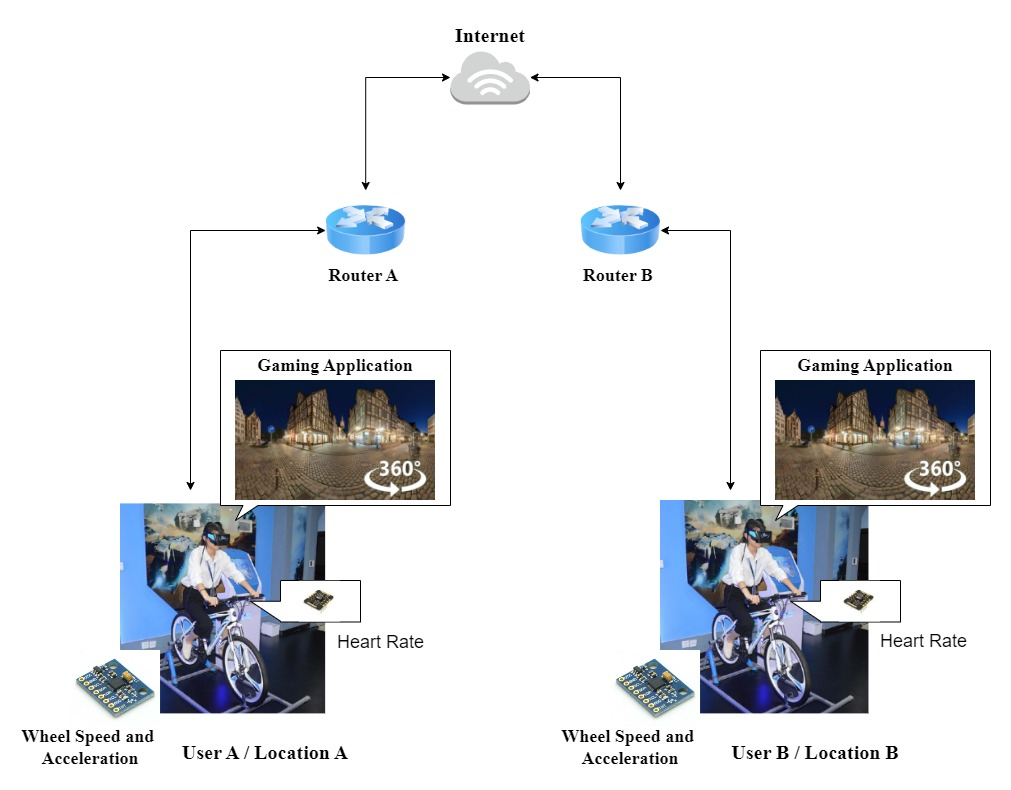 Internet
Router A
Router B
Gaming Application
360°
Gaming Application
360°
Heart Rate
Heart Rate
Wheel Speed and
Acceleration
User A / Location A
Wheel Speed and
Acceleration
User B / Location B